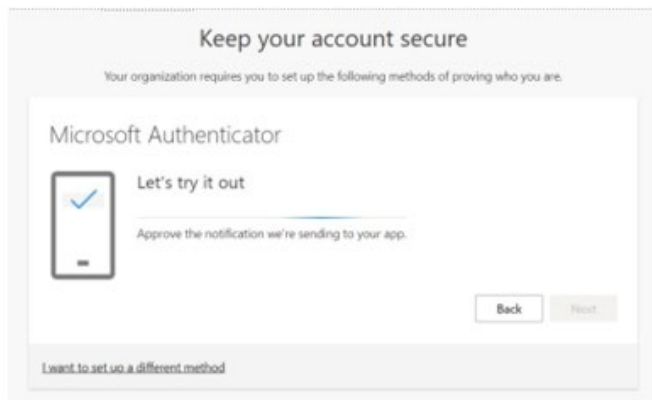 Keep your account secure
Your organization requires you to set up the following methods of proving who you are.
Microsoft Authenticator
Let's try it out
Approve the notification we're sending to your app.
Back
Next
I want to set up a different method